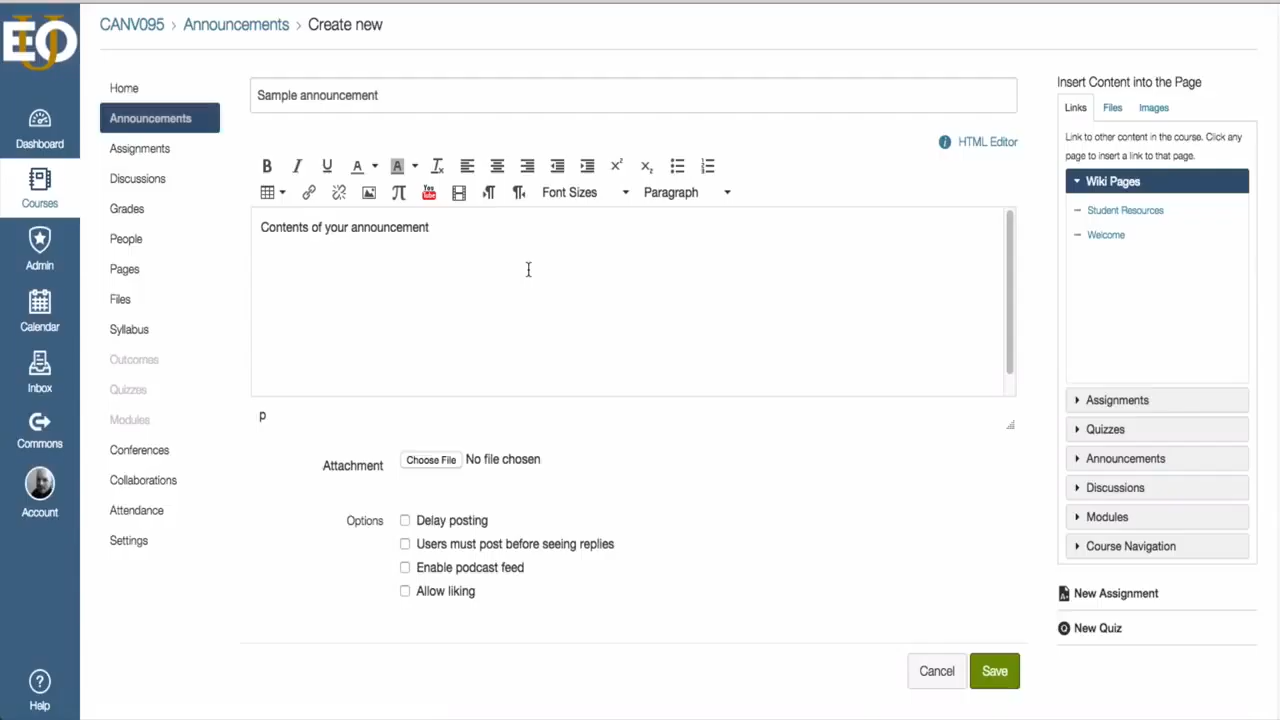 EOU
CANV095 › Announcements › Create new
Dashboard
Courses
Admin
Calendar
Inbox
Commons
Account
Help
Home
Announcements
Assignments
Discussions
Grades
People
Pages
Files
Syllabus
Outcomes
Quizzes
Modules
Conferences
Collaborations
Attendance
Settings
Sample announcement
HTML Editor
Font Sizes Paragraph
Contents of your announcement
p
Attachment Choose File No file chosen
Options Delay posting
Users must post before seeing replies
Enable podcast feed
Allow liking
Cancel Save
Insert Content into the Page
Links Files Images
Link to other content in the course. Click any
page to insert a link to that page.
Wiki Pages
Student Resources
Welcome
Assignments
Quizzes
Announcements
Discussions
Modules
Course Navigation
New Assignment
New Quiz